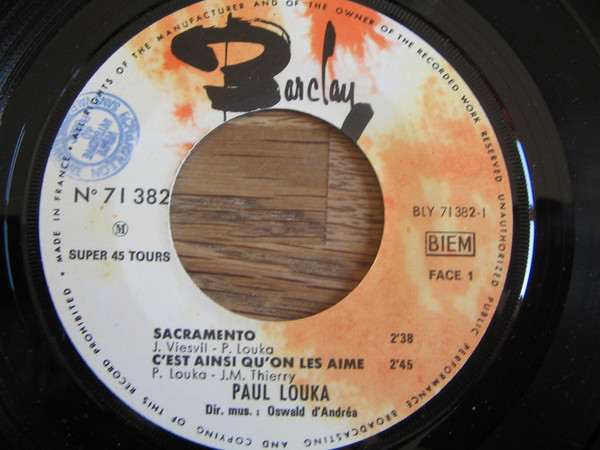 Barclay
MADE IN FRANCE • ALL RIGHTS OF THE MANUFACTURER AND OF THE OWNER OF THE RECORDED WORK RESERVED UNAUTHORIZED PUBLIC PERFORMANCE BROADCASTING AND COPYING OF THIS RECORD PROHIBITED •
N° 71 382
M
SUPER 45 TOURS
BLY 71 382-1
BIEM
FACE 1
SACRAMENTO 2'38
J. Viesvil - P. Louka
C'EST AINSI QU'ON LES AIME 2'45
P. Louka - J.M. Thierry
PAUL LOUKA
Dir. mus. : Oswald d'Andréa